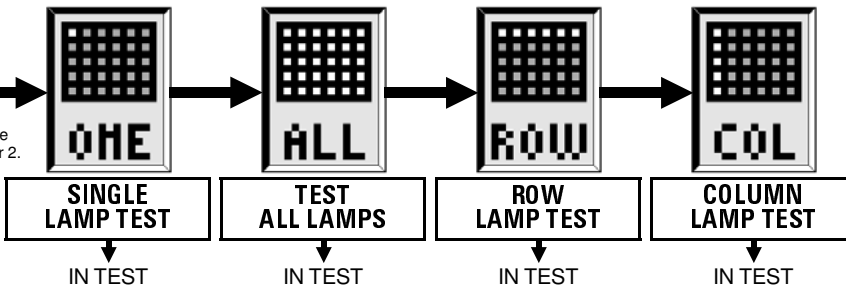 e
r 2.
ONE
ALL
ROW
COL
SINGLE
LAMP TEST
TEST
ALL LAMPS
ROW
LAMP TEST
COLUMN
LAMP TEST
IN TEST
IN TEST
IN TEST
IN TEST